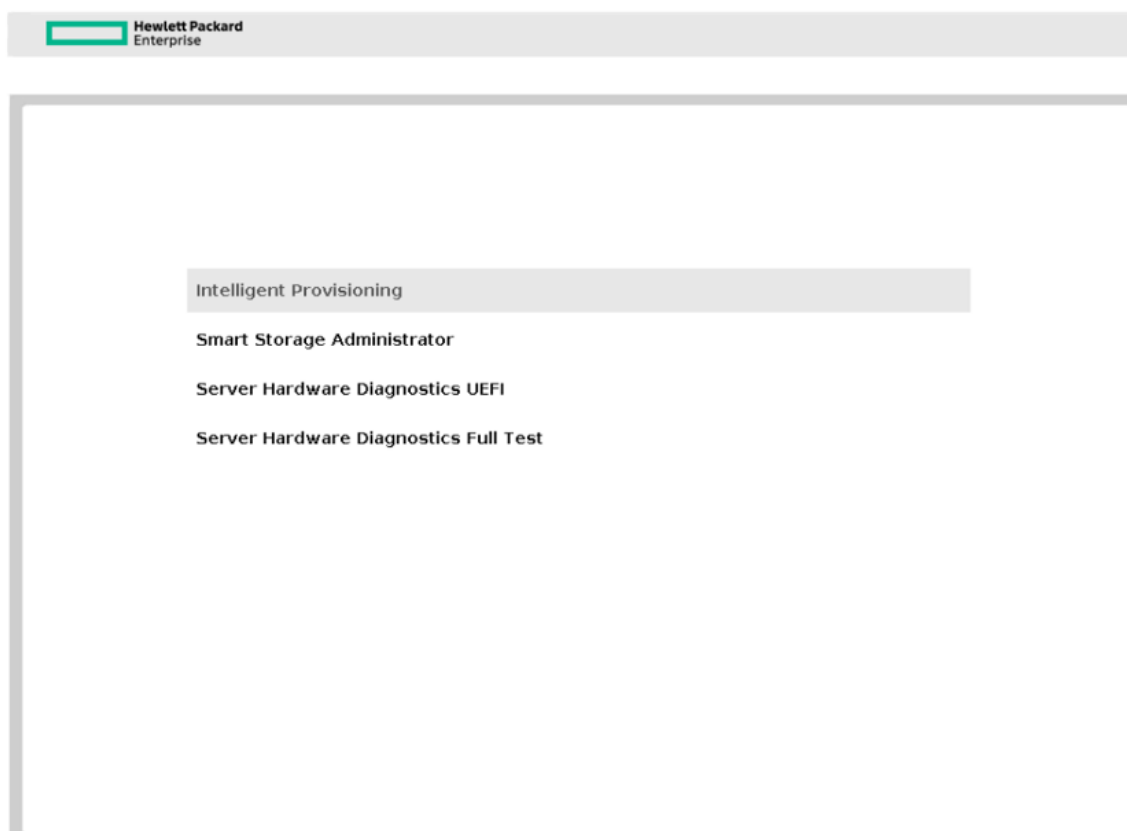 Hewlett Packard
Enterprise
Intelligent Provisioning
Smart Storage Administrator
Server Hardware Diagnostics UEFI
Server Hardware Diagnostics Full Test